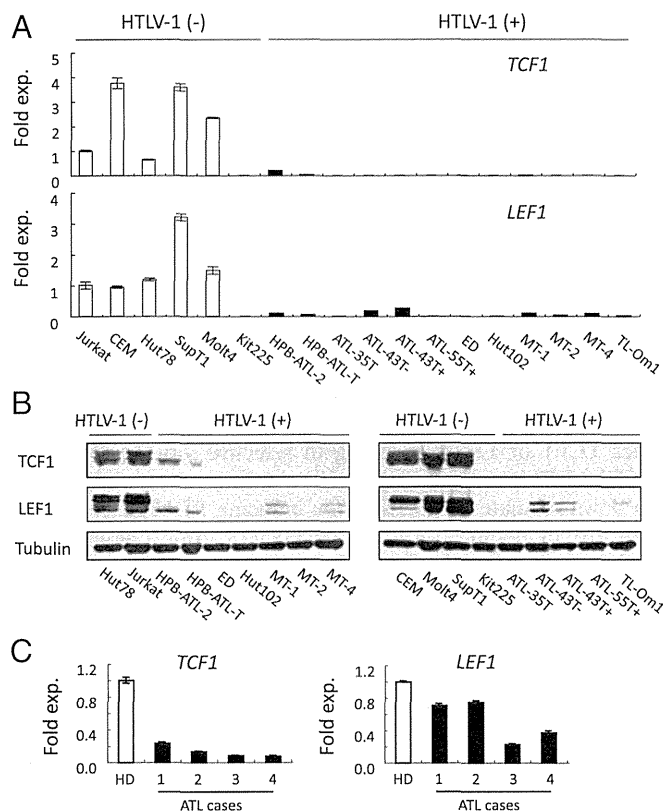 A
HTLV-1 (-) HTLV-1 (+)
TCF1
Fold exp.
5
4
3
2
1
0
LEF1
Fold exp.
4
3
2
1
0
Jurkat CEM Hut78 SupT1 Molt4 Kit225 HPB-ATL-2 HPB-ATL-T ATL-35T ATL-43T- ATL-43T+ ATL-55T+ ED Hut102 MT-1 MT-2 MT-4 TL-Om1
B
HTLV-1 (-) HTLV-1 (+) HTLV-1 (-) HTLV-1 (+)
TCF1
LEF1
Tubulin
Hut78 Jurkat HPB-ATL-2 HPB-ATL-T ED Hut102 MT-1 MT-2 MT-4 CEM Molt4 SupT1 Kit225 ATL-35T ATL-43T- ATL-43T+ ATL-55T+ TL-Om1
C
TCF1
Fold exp.
1.2
0.8
0.4
0.0
HD 1 2 3 4
ATL cases
LEF1
Fold exp.
1.2
0.8
0.4
0.0
HD 1 2 3 4
ATL cases